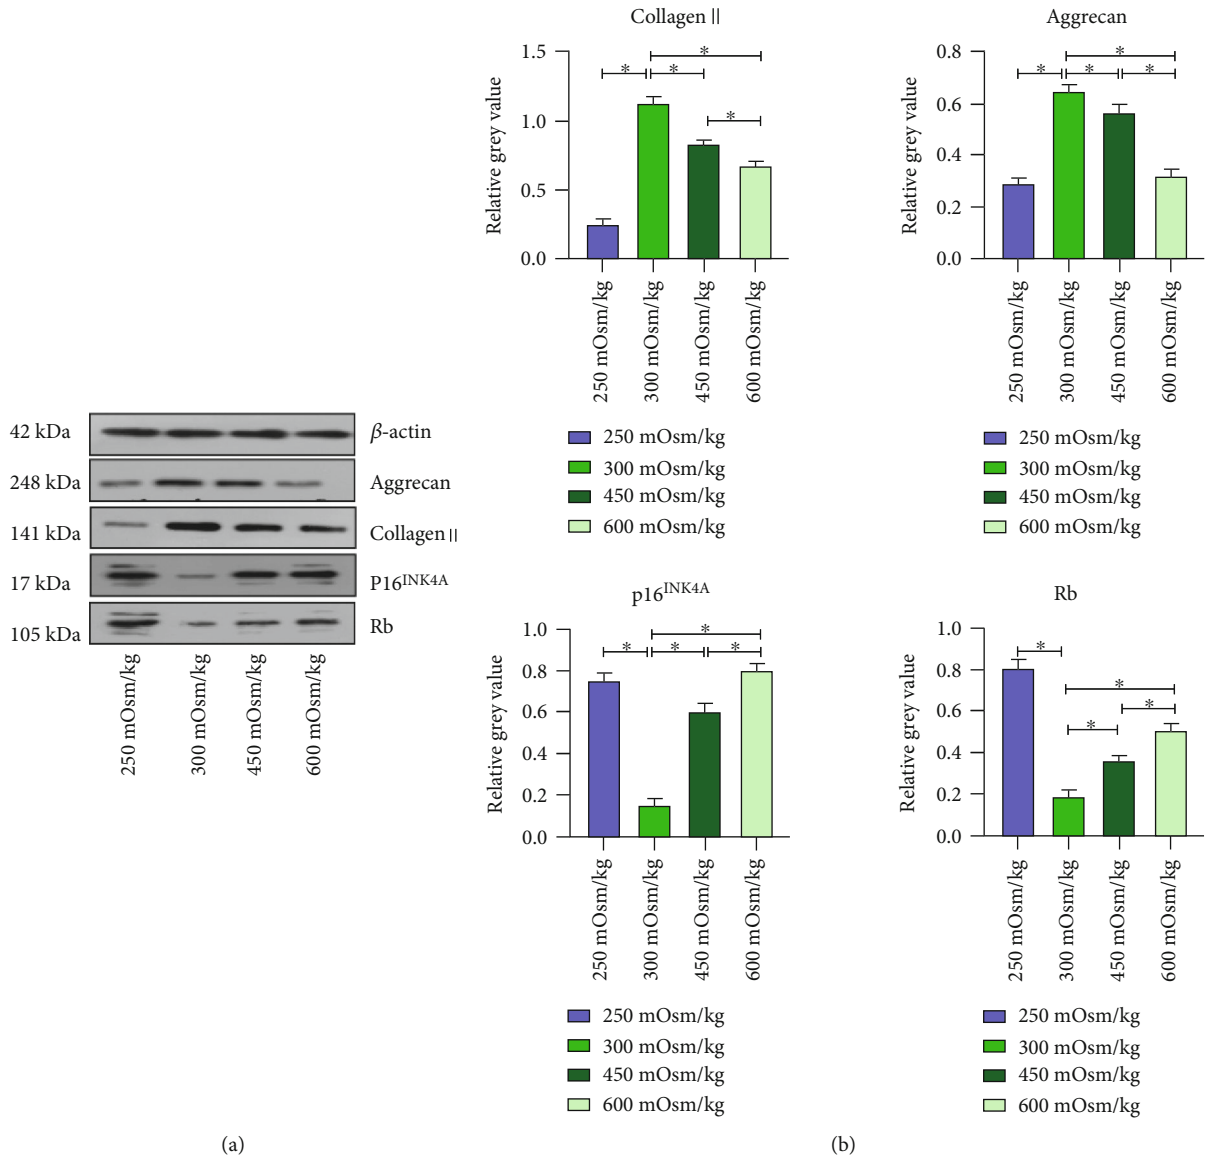 42 kDa
β-actin
248 kDa
Aggrecan
141 kDa
Collagen II
17 kDa
P16INK4A
105 kDa
Rb
250 mOsm/kg
300 mOsm/kg
450 mOsm/kg
600 mOsm/kg
(a)
Collagen II
Relative grey value
1.5
1.0
0.5
0.0
* * * *
250 mOsm/kg
300 mOsm/kg
450 mOsm/kg
600 mOsm/kg
250 mOsm/kg
300 mOsm/kg
450 mOsm/kg
600 mOsm/kg
Aggrecan
Relative grey value
0.8
0.6
0.4
0.2
0.0
* * * *
250 mOsm/kg
300 mOsm/kg
450 mOsm/kg
600 mOsm/kg
250 mOsm/kg
300 mOsm/kg
450 mOsm/kg
600 mOsm/kg
p16INK4A
Relative grey value
1.0
0.8
0.6
0.4
0.2
0.0
* * * *
250 mOsm/kg
300 mOsm/kg
450 mOsm/kg
600 mOsm/kg
250 mOsm/kg
300 mOsm/kg
450 mOsm/kg
600 mOsm/kg
Rb
Relative grey value
1.0
0.8
0.6
0.4
0.2
0.0
* * * *
250 mOsm/kg
300 mOsm/kg
450 mOsm/kg
600 mOsm/kg
250 mOsm/kg
300 mOsm/kg
450 mOsm/kg
600 mOsm/kg
(b)